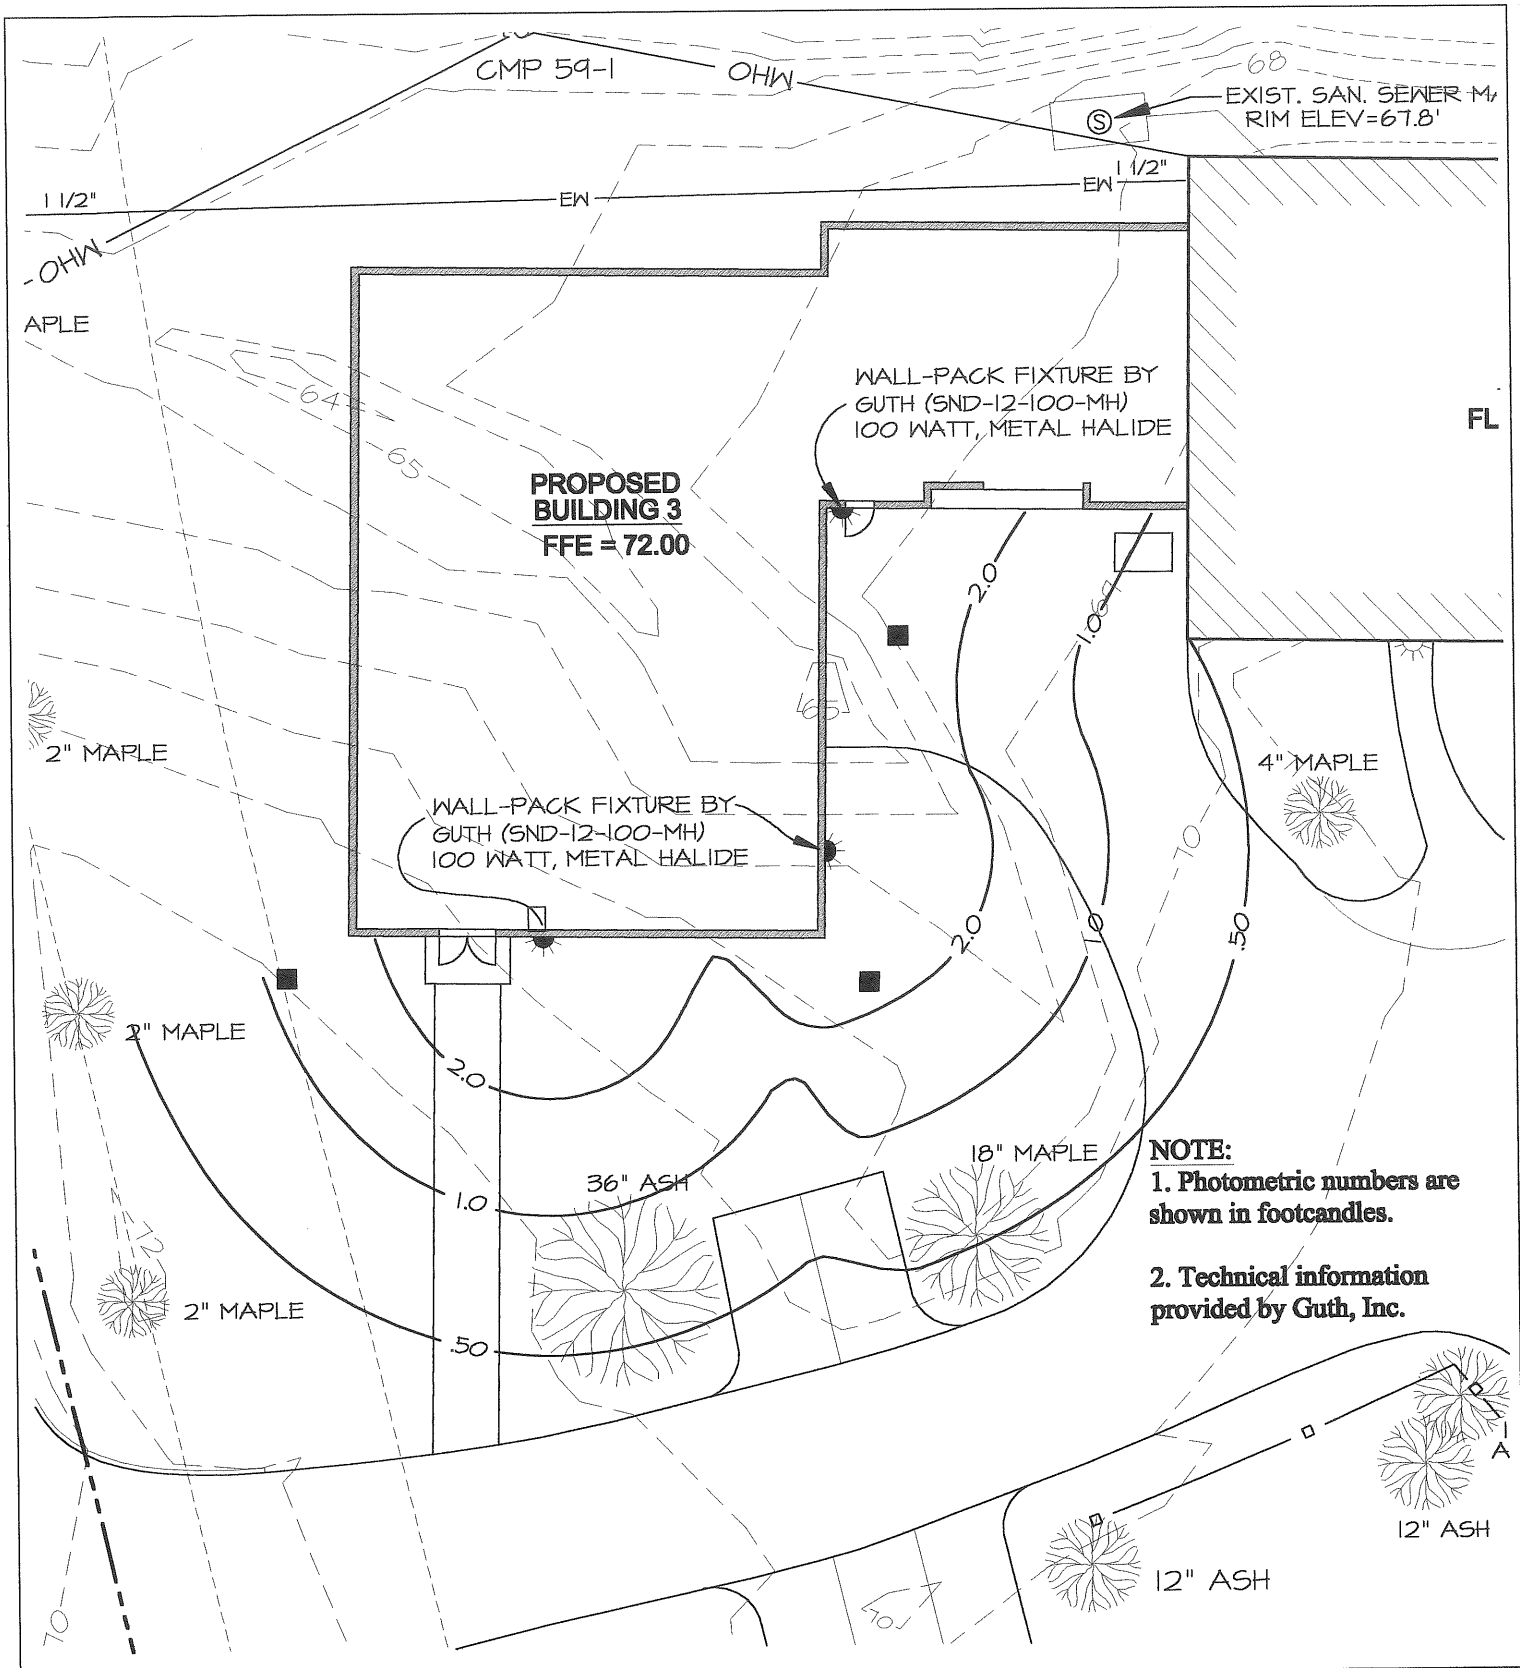 CMP 59-1
OHW
68
EXIST. SAN. SEWER M
RIM ELEV=67.8'
S
1 1/2"
EW
EW
1 1/2"
OHW
APLE
64
65
WALL-PACK FIXTURE BY
GUTH (SND-12-100-MH)
100 WATT, METAL HALIDE
FL
PROPOSED
BUILDING 3
FFE = 72.00
2.0
1.0
65
2" MAPLE
4" MAPLE
WALL-PACK FIXTURE BY
GUTH (SND-12-100-MH)
100 WATT, METAL HALIDE
70
2.0
1.0
.50
2" MAPLE
2.0
18" MAPLE
36" ASH
1.0
NOTE:
1. Photometric numbers are
shown in footcandles.
2. Technical information
provided by Guth, Inc.
2" MAPLE
.50
A
12" ASH
12" ASH
70
70